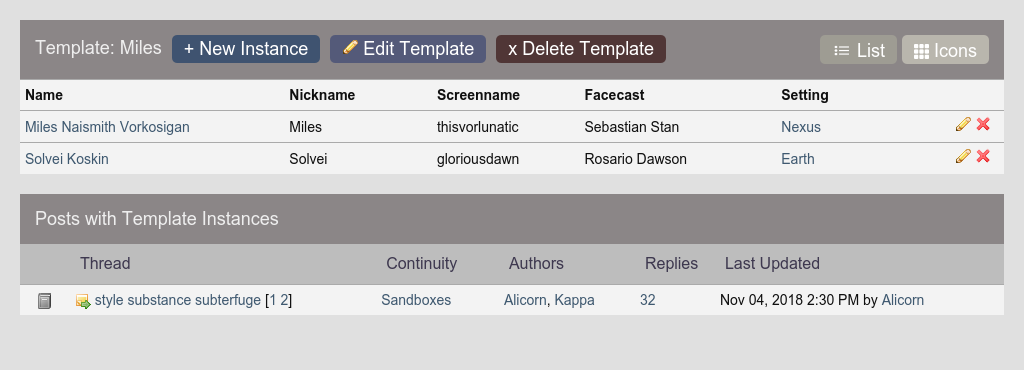 Template: Miles + New Instance Edit Template x Delete Template List Icons
Name Nickname Screenname Facecast Setting
Miles Naismith Vorkosigan Miles thisvorlunatic Sebastian Stan Nexus
Solvei Koskin Solvei gloriousdawn Rosario Dawson Earth
Posts with Template Instances
Thread Continuity Authors Replies Last Updated
style substance subterfuge [1 2] Sandboxes Alicorn, Kappa 32 Nov 04, 2018 2:30 PM by Alicorn